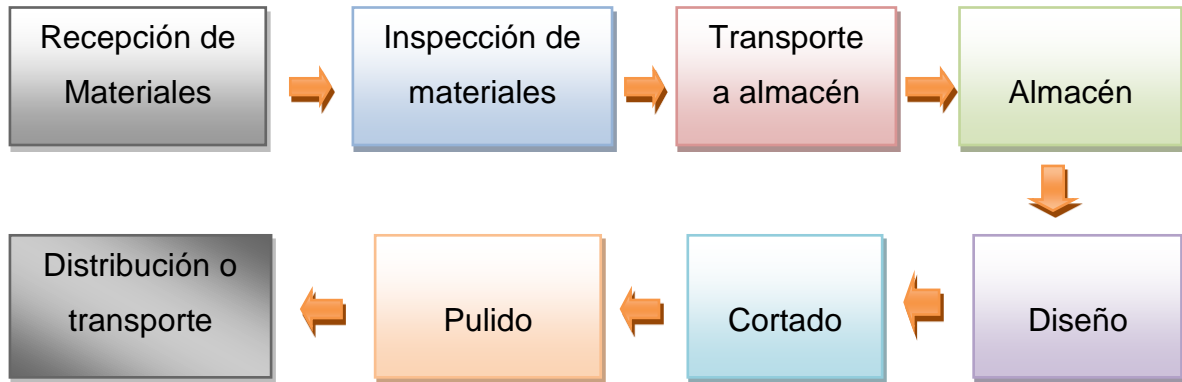 Recepción de
Materiales
Inspección de
materiales
Transporte
a almacén
Almacén
Distribución o
transporte
Pulido
Cortado
Diseño